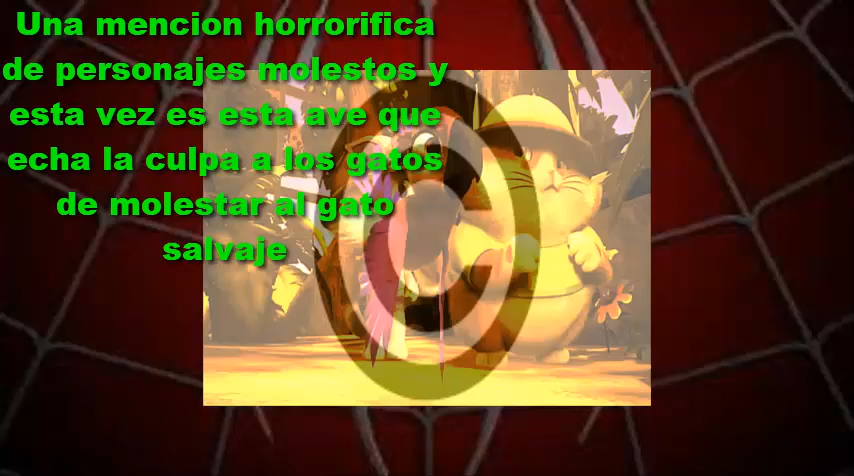 Una mencion horrorifica
de personajes molestos y
esta vez es esta ave que
echa la culpa a los gatos
de molestar al gato
salvaje
©